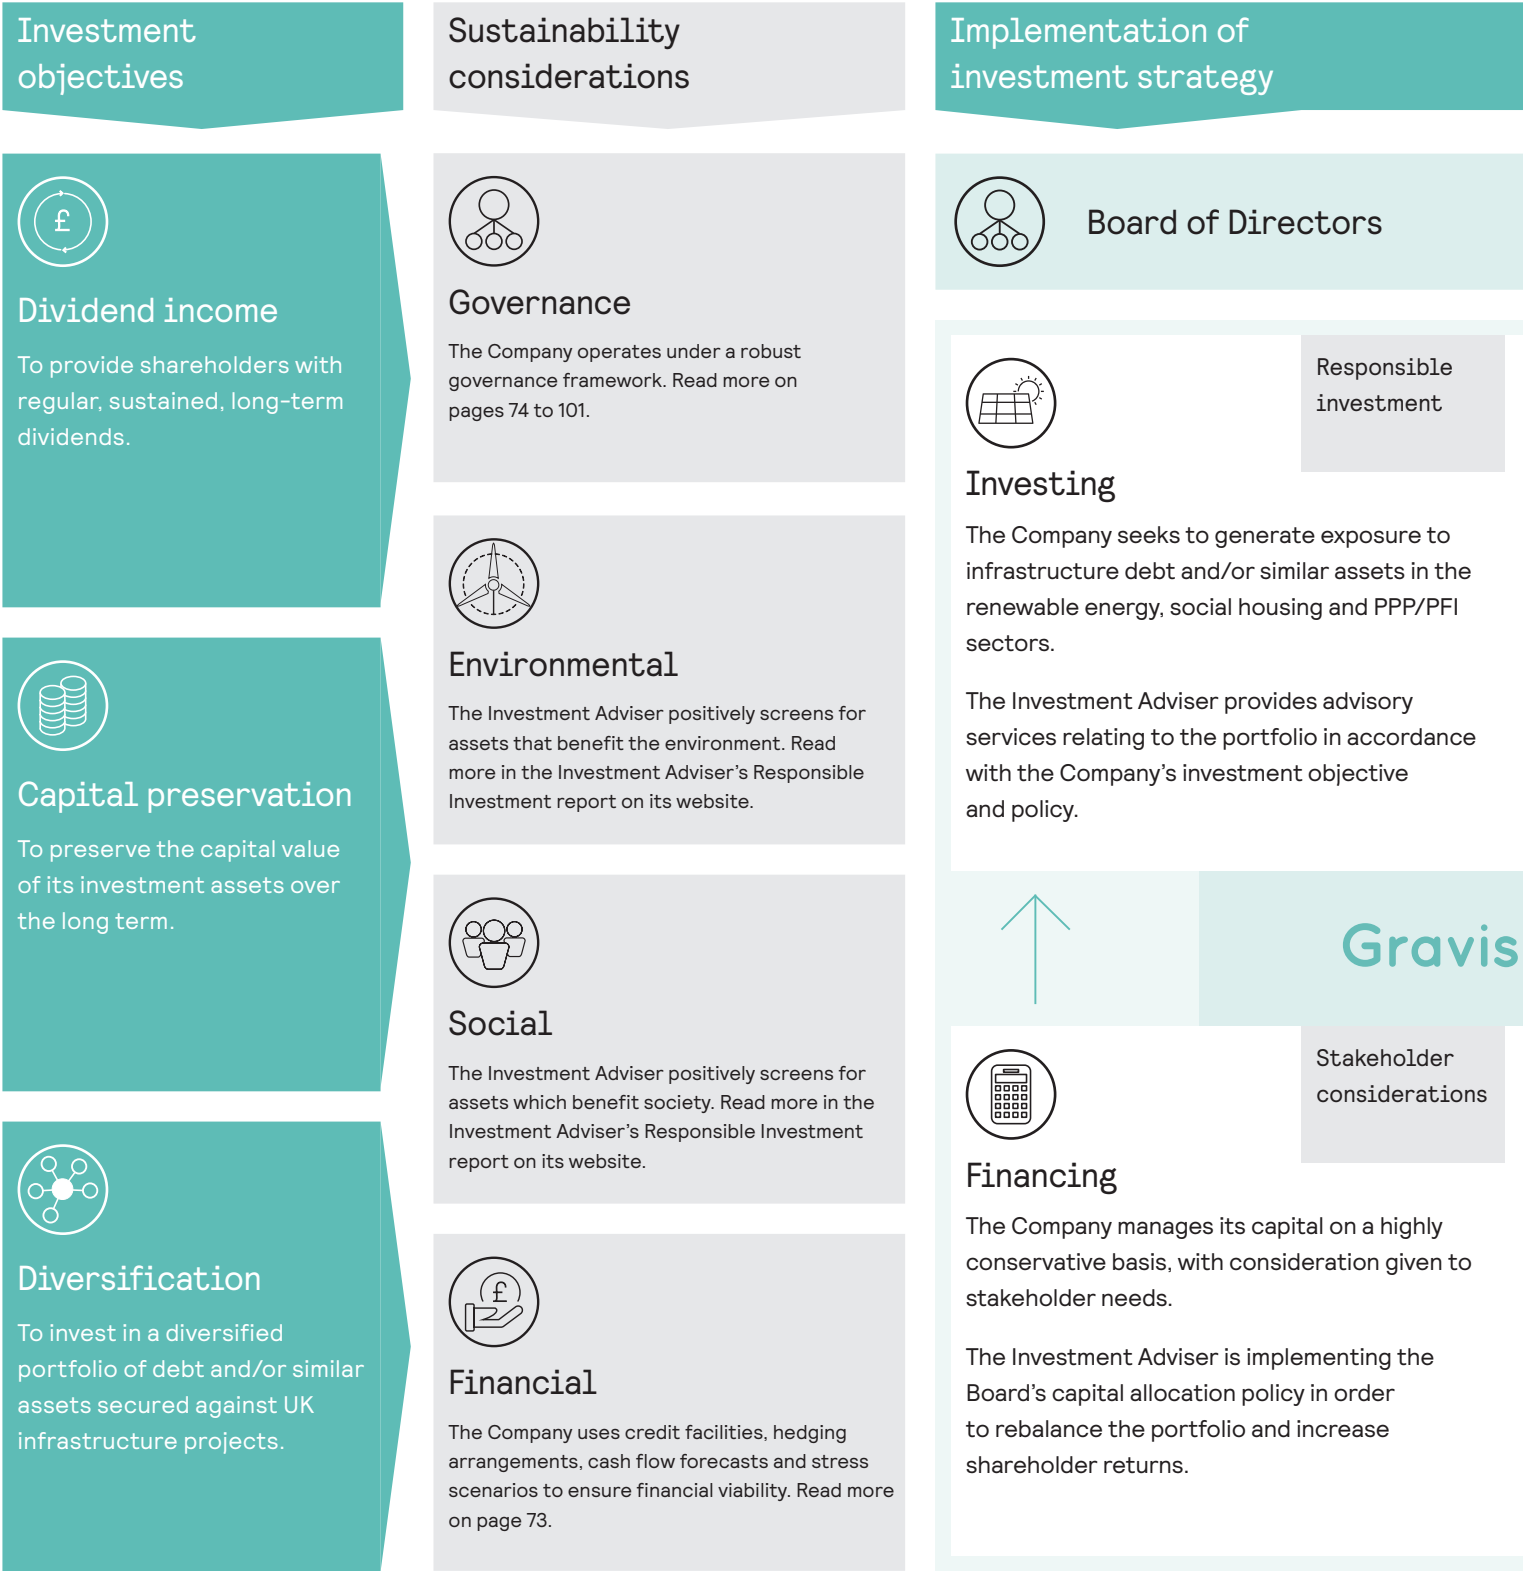 Investment
objectives
Dividend income
To provide shareholders with
regular, sustained, long-term
dividends.
Capital preservation
To preserve the capital value
of its investment assets over
the long term.
Diversification
To invest in a diversified
portfolio of debt and/or similar
assets secured against UK
infrastructure projects.
Sustainability
considerations
Governance
The Company operates under a robust
governance framework. Read more on
pages 74 to 101.
Environmental
The Investment Adviser positively screens for
assets that benefit the environment. Read
more in the Investment Adviser’s Responsible
Investment report on its website.
Social
The Investment Adviser positively screens for
assets which benefit society. Read more in the
Investment Adviser’s Responsible Investment
report on its website.
Financial
The Company uses credit facilities, hedging
arrangements, cash flow forecasts and stress
scenarios to ensure financial viability. Read more
on page 73.
Implementation of
investment strategy
Board of Directors
Responsible
investment
Investing
The Company seeks to generate exposure to
infrastructure debt and/or similar assets in the
renewable energy, social housing and PPP/PFI
sectors.
The Investment Adviser provides advisory
services relating to the portfolio in accordance
with the Company’s investment objective
and policy.
Gravis
Stakeholder
considerations
Financing
The Company manages its capital on a highly
conservative basis, with consideration given to
stakeholder needs.
The Investment Adviser is implementing the
Board’s capital allocation policy in order
to rebalance the portfolio and increase
shareholder returns.